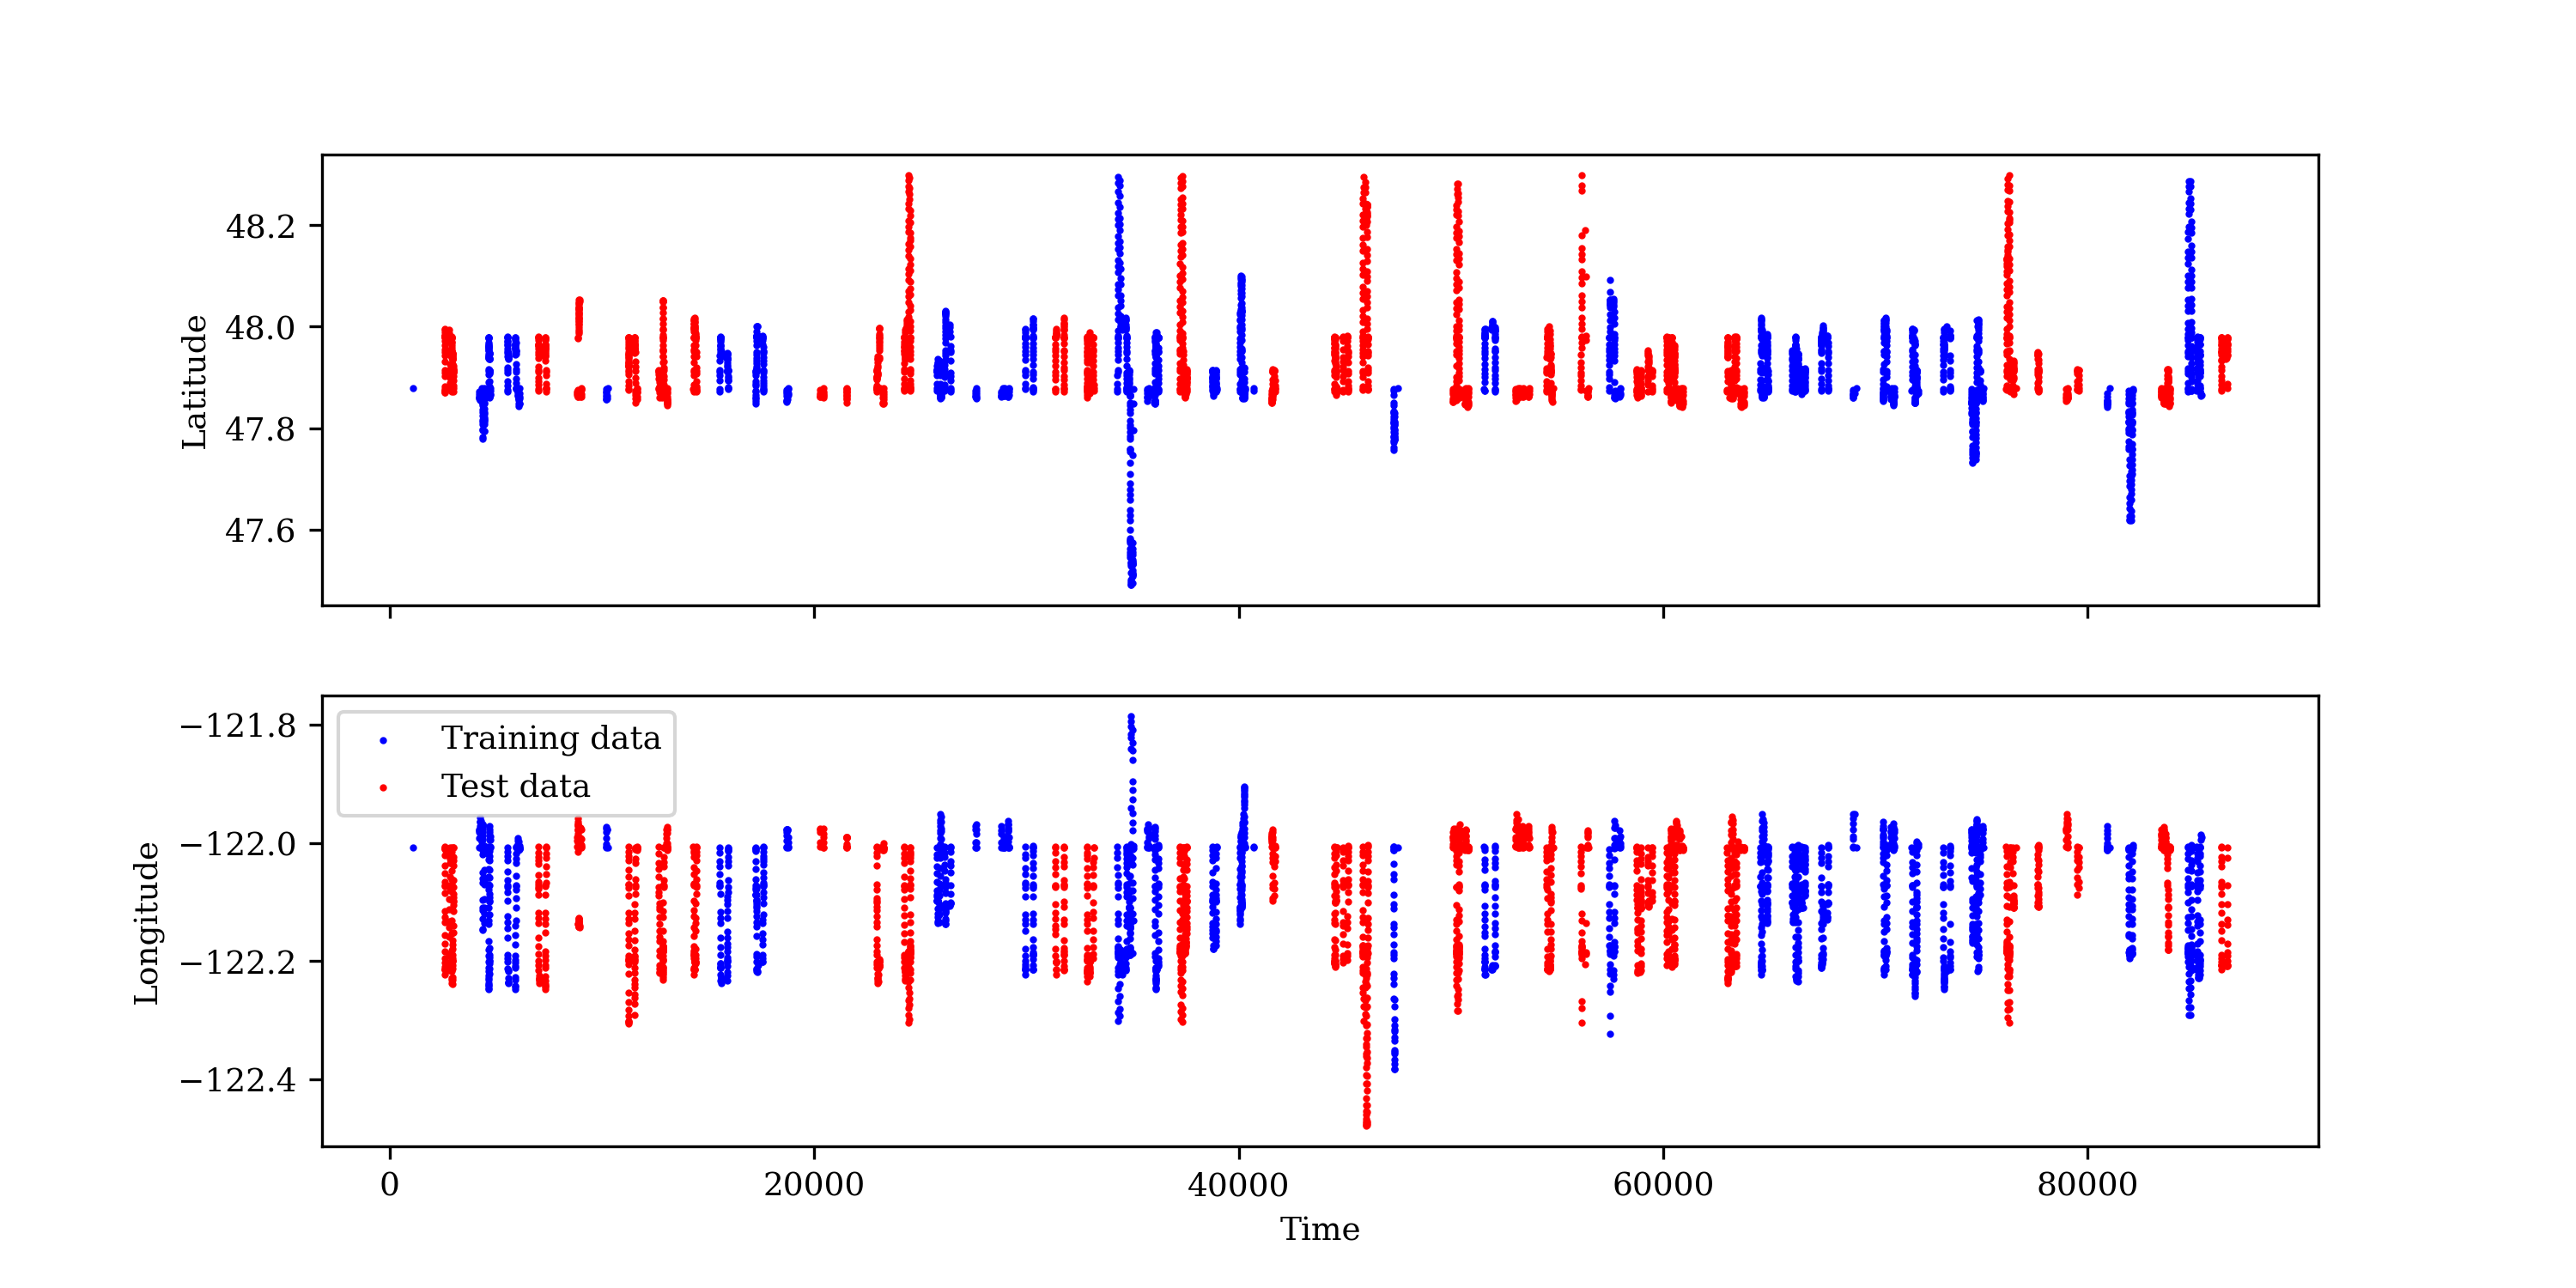 48.2
48.0
47.8
47.6
Latitude
−121.8
−122.0
−122.2
−122.4
Longitude
Training data
Test data
0 20000 40000 60000 80000
Time